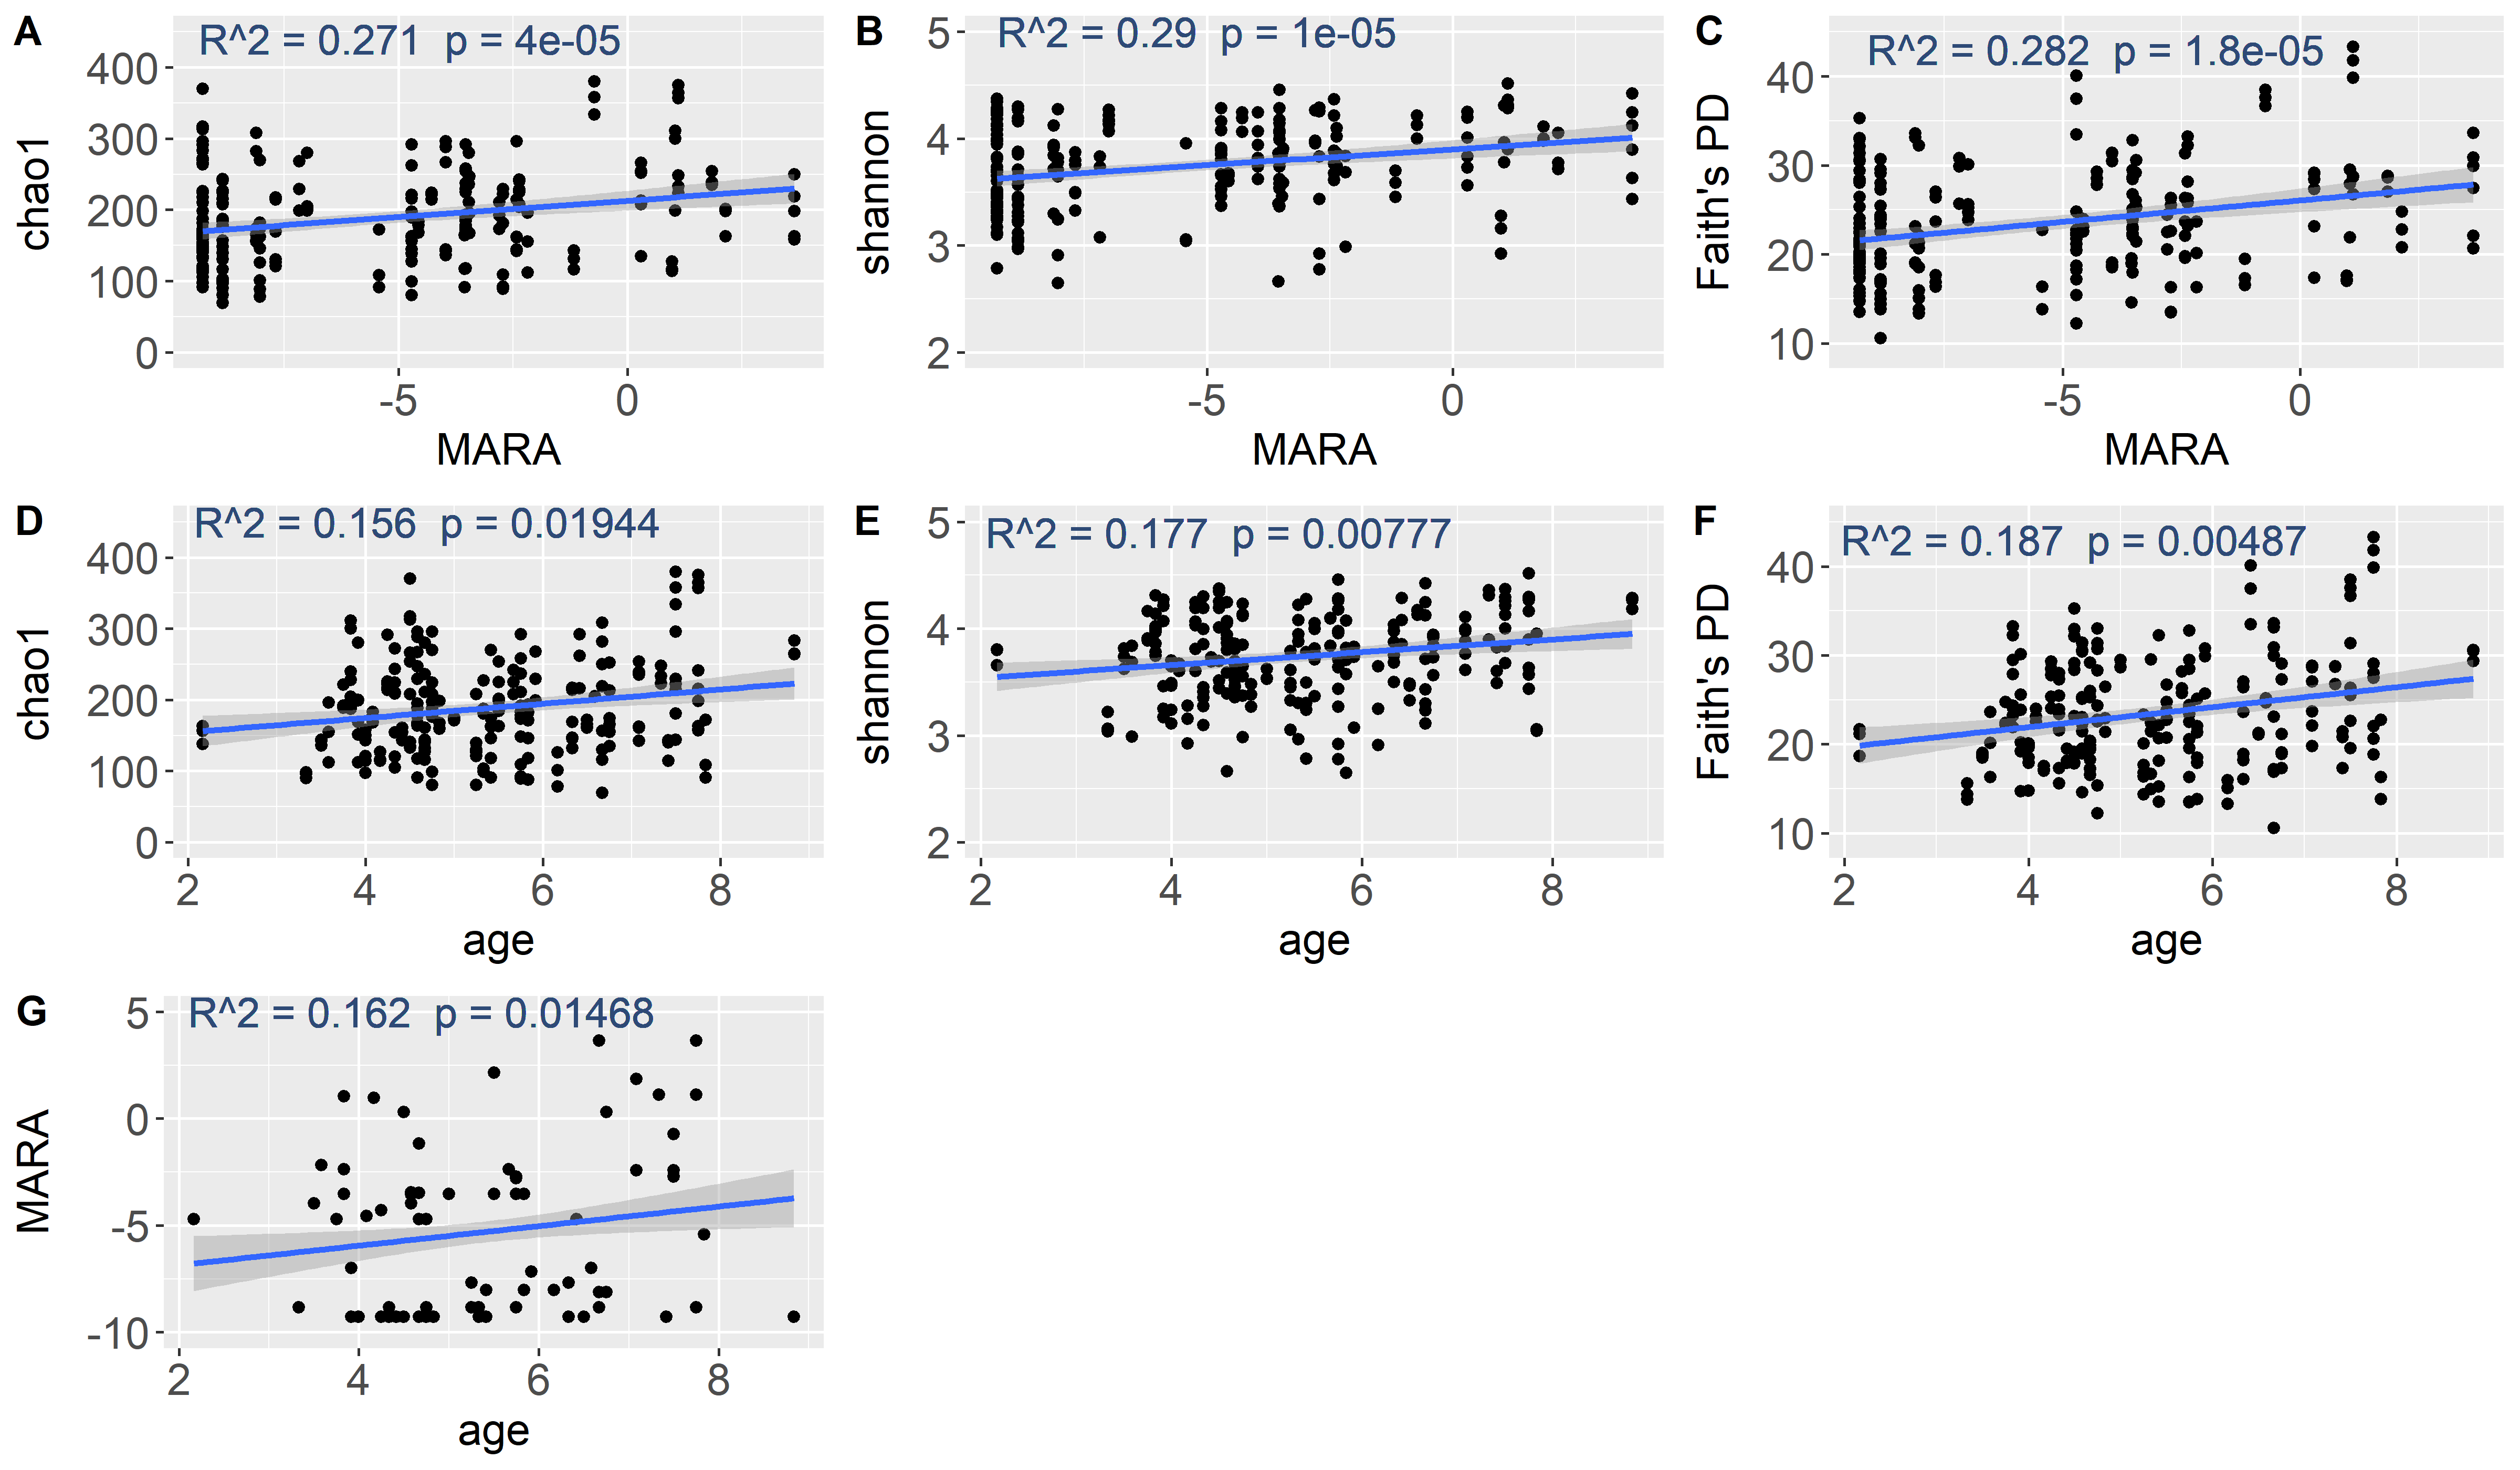 A
R^2 = 0.271 p = 4e-05
chao1
400
300
200
100
0
-5
0
MARA
B
R^2 = 0.29 p = 1e-05
shannon
5
4
3
2
-5
0
MARA
C
R^2 = 0.282 p = 1.8e-05
Faith's PD
40
30
20
10
-5
0
MARA
D
R^2 = 0.156 p = 0.01944
chao1
400
300
200
100
0
2
4
6
8
age
E
R^2 = 0.177 p = 0.00777
shannon
5
4
3
2
2
4
6
8
age
F
R^2 = 0.187 p = 0.00487
Faith's PD
40
30
20
10
2
4
6
8
age
G
R^2 = 0.162 p = 0.01468
MARA
5
0
-5
-10
2
4
6
8
age